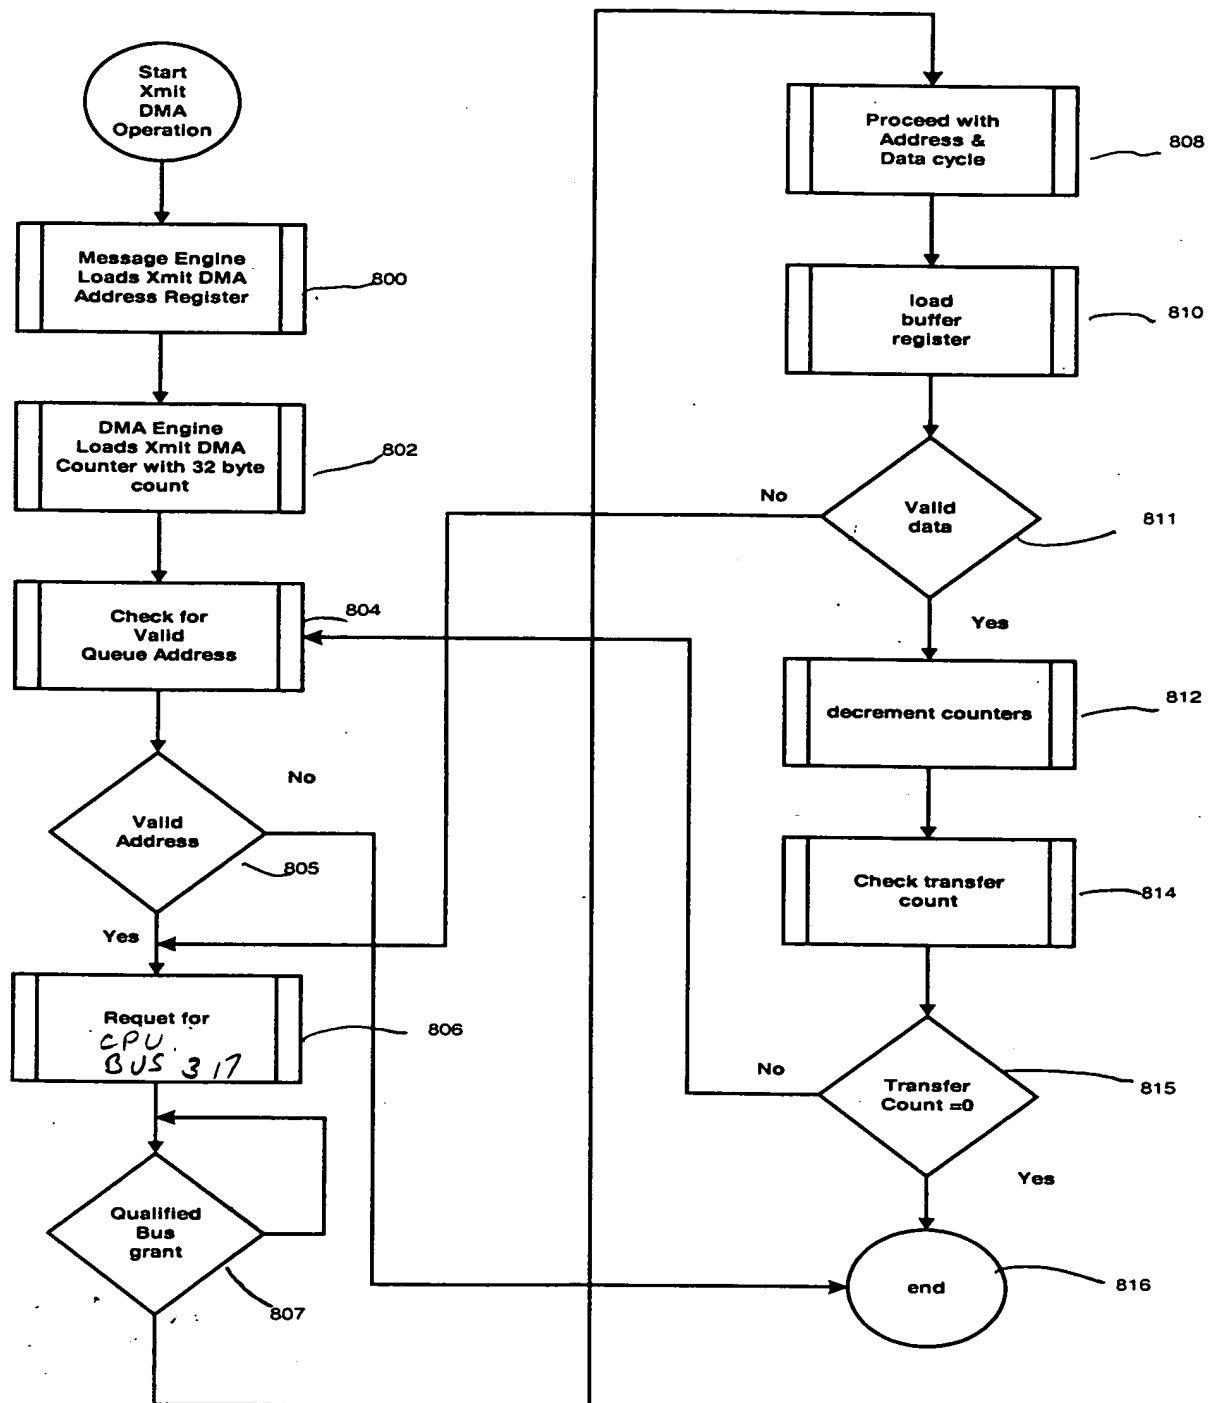 Start
Xmit
DMA
Operation
Message Engine
Loads Xmit DMA
Address Register
800
DMA Engine
Loads Xmit DMA
Counter with 32 byte
count
802
Check for
Valid
Queue Address
804
Valid
Address
No
805
Yes
Requet for
CPU
BUS 317
806
Qualified
Bus
grant
807
Proceed with
Address &
Data cycle
808
load
buffer
register
810
Valid
data
No
811
Yes
decrement counters
812
Check transfer
count
814
Transfer
Count =0
No
815
Yes
end
816